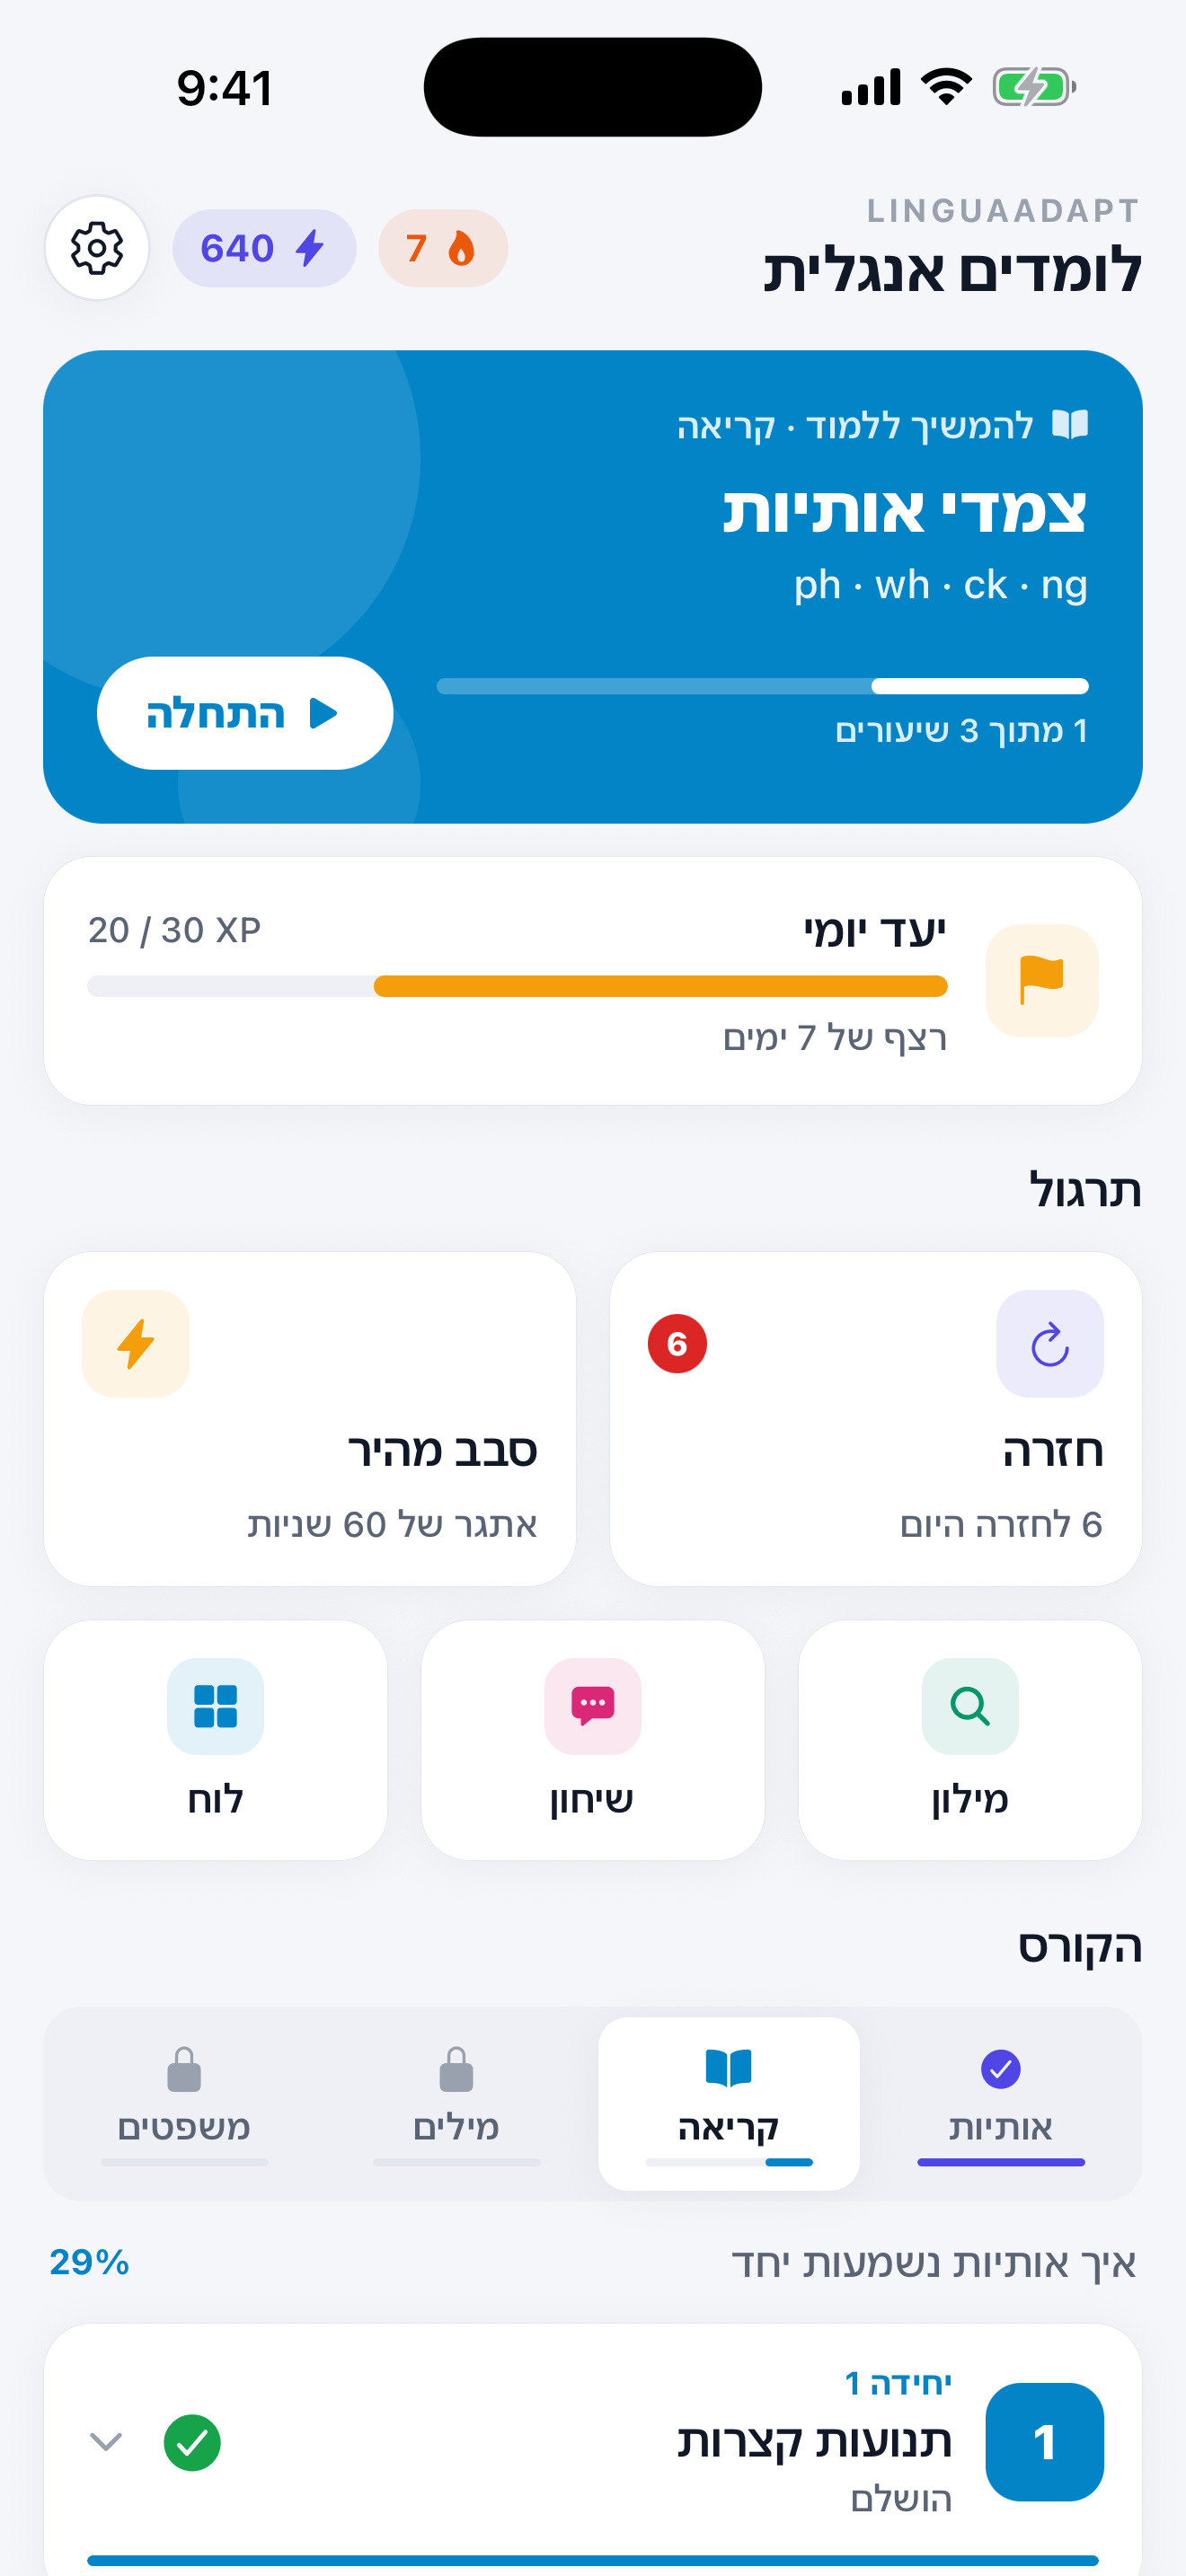 9:41
LINGUAADAPT
לומדים אנגלית
7
640
להמשיך ללמוד · קריאה
צמדי אותיות
ph · wh · ck · ng
1 מתוך 3 שיעורים
התחלה
יעד יומי
20 / 30 XP
רצף של 7 ימים
תרגול
6
חזרה
6 לחזרה היום
סבב מהיר
אתגר של 60 שניות
מילון
שיחון
לוח
הקורס
אותיות
קריאה
מילים
משפטים
איך אותיות נשמעות יחד
29%
1
יחידה 1
תנועות קצרות
הושלם